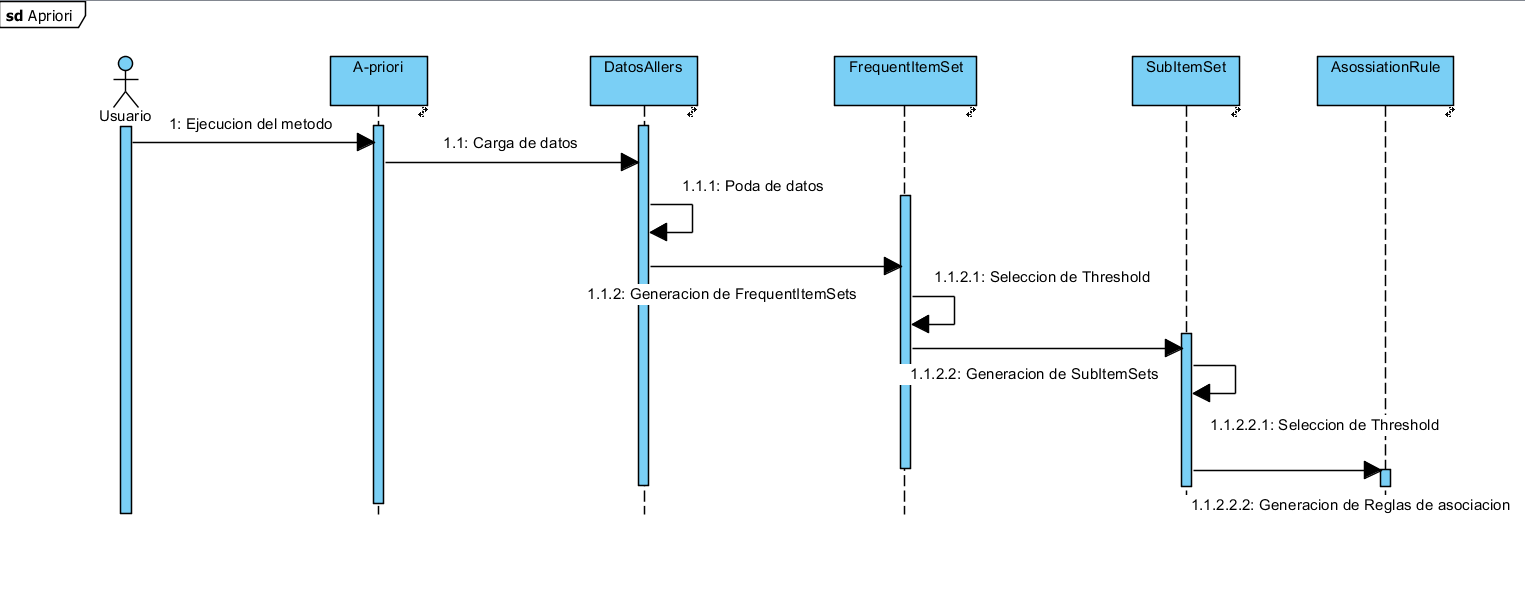 sd Apriori
A-priori
DatosAllers
FrequentItemSet
SubItemSet
AsossiationRule
Usuario
1: Ejecucion del metodo
1.1: Carga de datos
1.1.1: Poda de datos
1.1.2.1: Seleccion de Threshold
1.1.2: Generacion de FrequentItemSets
1.1.2.2: Generacion de SubItemSets
1.1.2.2.1: Seleccion de Threshold
1.1.2.2.2: Generacion de Reglas de asociacion